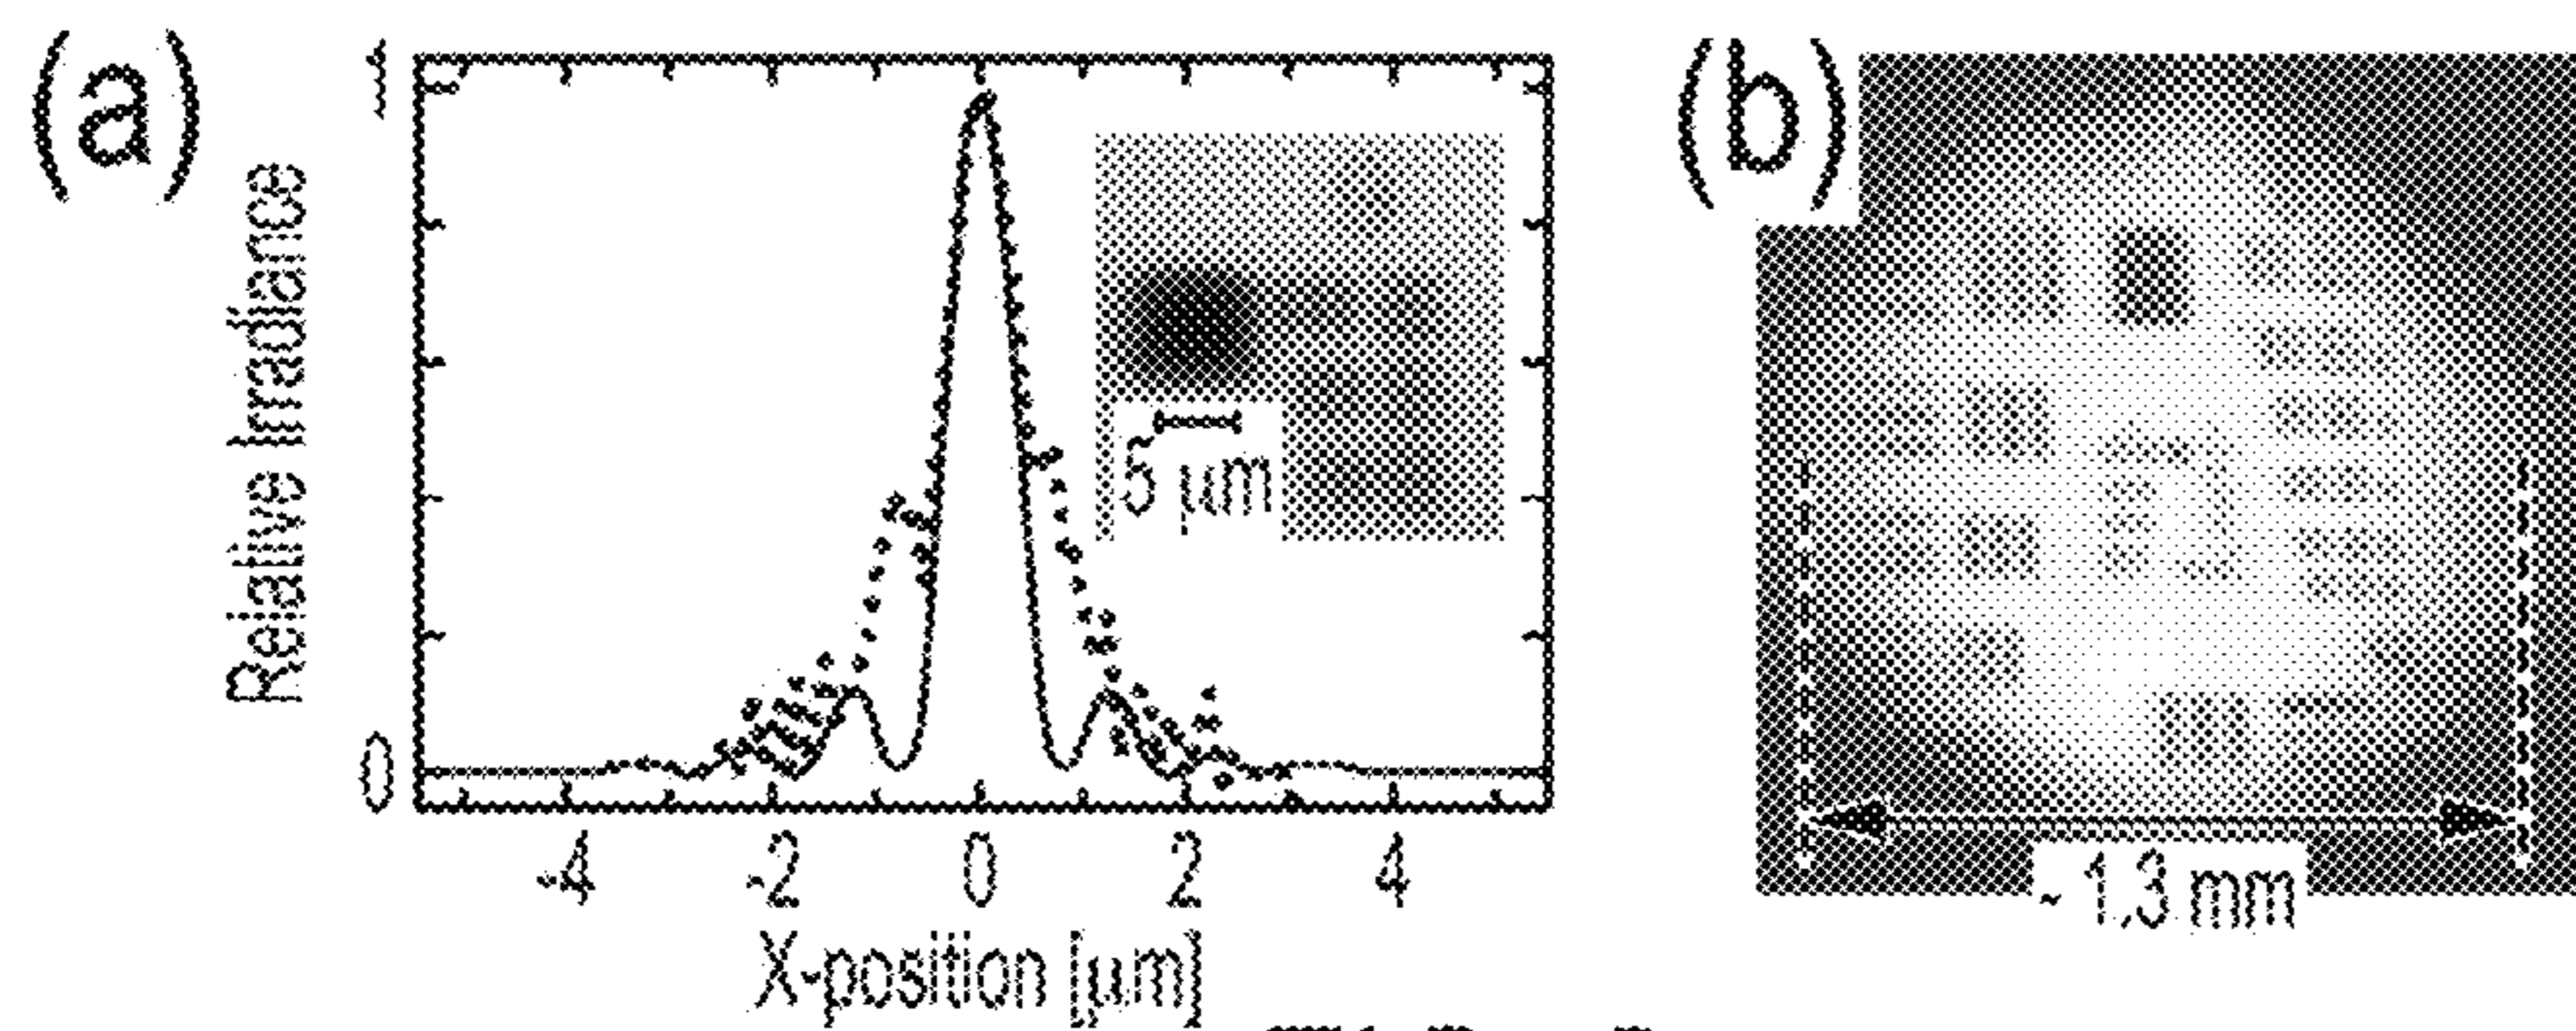 (a)
1
Relative Irradiance
0
5 μm
-4 -2 0 2 4
X-position [μm]
(b)
~ 1.3 mm